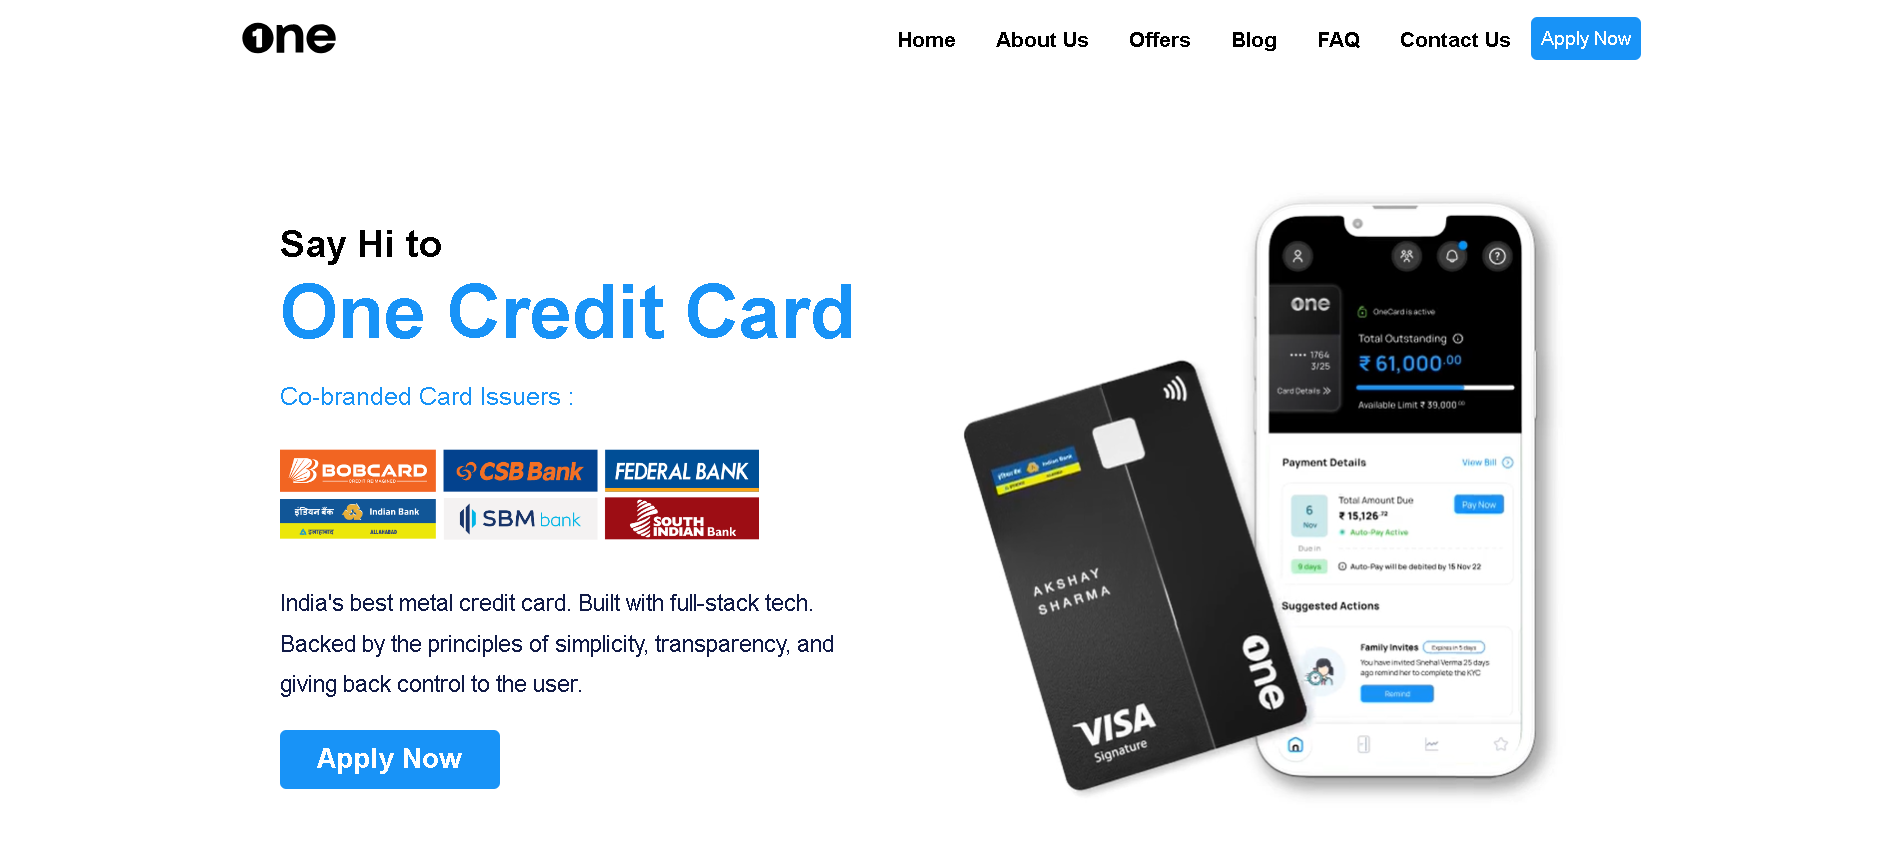 one
Home
About Us
Offers
Blog
FAQ
Contact Us
Apply Now
Say Hi to
One Credit Card
Co-branded Card Issuers :
BOBCARD
CREDIT REIMAGINED
CSB Bank
FEDERAL BANK
इंडियन बैंक
Indian Bank
इलाहाबाद
ALLAHABAD
SBM bank
SOUTH
INDIAN Bank
India's best metal credit card. Built with full-stack tech.
Backed by the principles of simplicity, transparency, and
giving back control to the user.
Apply Now
इंडियन बैंक
Indian Bank
AKSHAY
SHARMA
one
VISA
Signature
one
OneCard is active
Total Outstanding
₹ 61,000.00
•••• 1764
3/25
Card Details >>
Available Limit ₹ 39,000.00
Payment Details
View Bill
6
Nov
Total Amount Due
₹ 15,126.72
Pay Now
Auto-Pay Active
Due in
9 days
Auto-Pay will be debited by 15 Nov 22
Suggested Actions
Family Invites
Expires in 5 days
You have invited Snehal Verma 25 days
ago remind her to complete the KYC
Remind